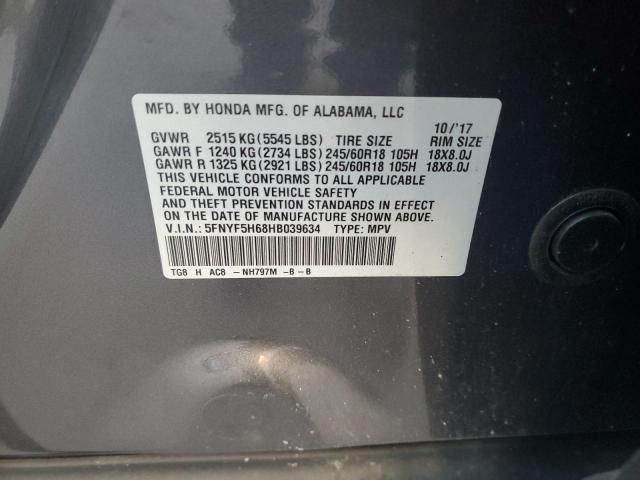 MFD. BY HONDA MFG. OF ALABAMA, LLC
10/'17
GVWR 2515 KG (5545 LBS) TIRE SIZE RIM SIZE
GAWR F 1240 KG (2734 LBS) 245/60R18 105H 18X8.0J
GAWR R 1325 KG (2921 LBS) 245/60R18 105H 18X8.0J
THIS VEHICLE CONFORMS TO ALL APPLICABLE
FEDERAL MOTOR VEHICLE SAFETY
AND THEFT PREVENTION STANDARDS IN EFFECT
ON THE DATE OF MANUFACTURE SHOWN ABOVE.
V.I.N.: 5FNYF5H68HB039634 TYPE: MPV
TG8 H AC8 -NH797M -B-B